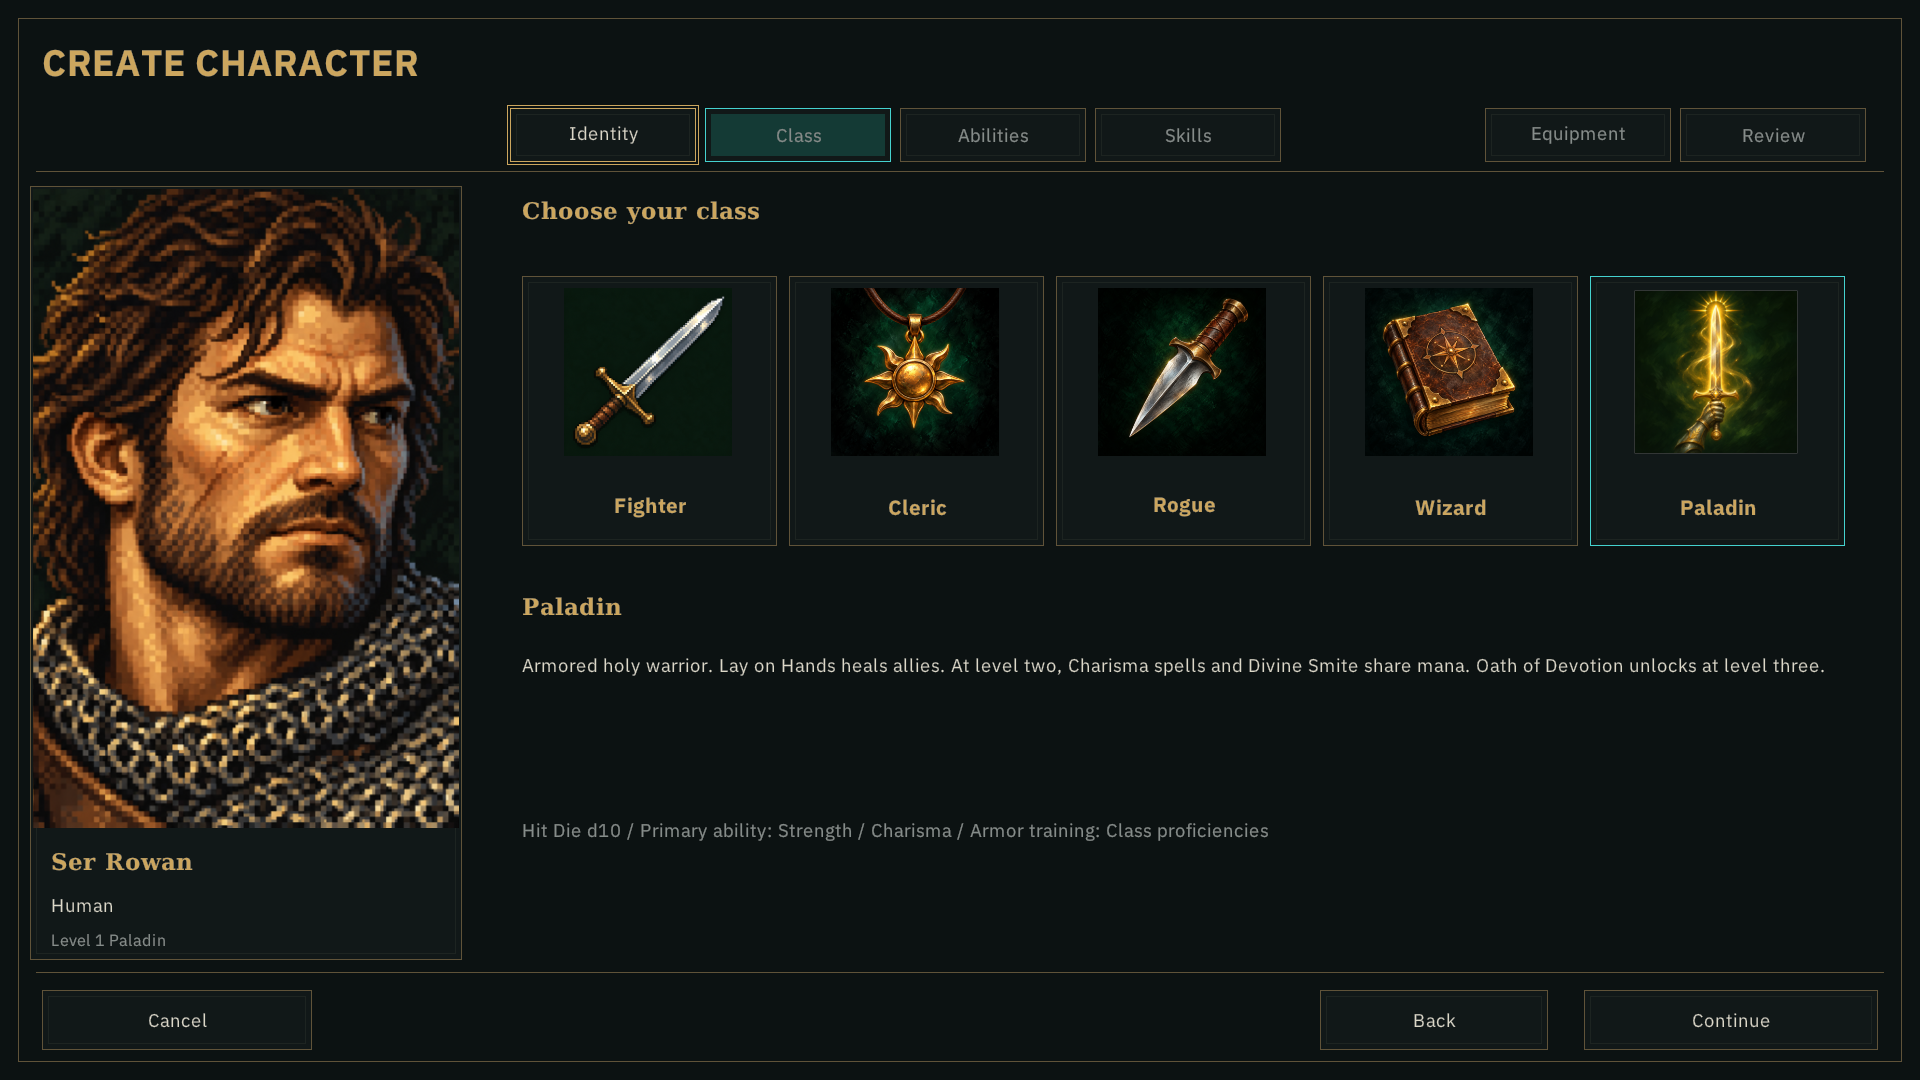 CREATE CHARACTER
Identity
Class
Abilities
Skills
Equipment
Review
Choose your class
Fighter
Cleric
Rogue
Wizard
Paladin
Paladin
Armored holy warrior. Lay on Hands heals allies. At level two, Charisma spells and Divine Smite share mana. Oath of Devotion unlocks at level three.
Hit Die d10 / Primary ability: Strength / Charisma / Armor training: Class proficiencies
Ser Rowan
Human
Level 1 Paladin
Cancel
Back
Continue